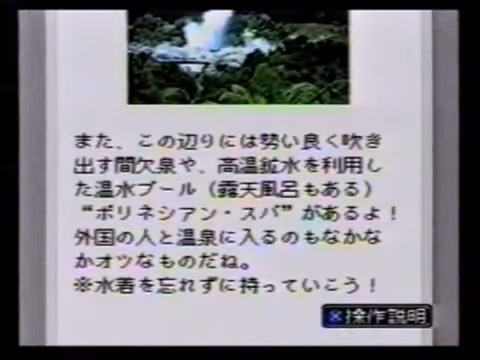 また、この辺りには勢い良く吹き
出す間欠泉や、高温鉱水を利用し
た温水プール（露天風呂もある）
“ポリネシアン・スパ”があるよ！
外国の人と温泉に入るのもなかな
かオツなものだね。
※水着を忘れずに持っていこう！
×操作説明